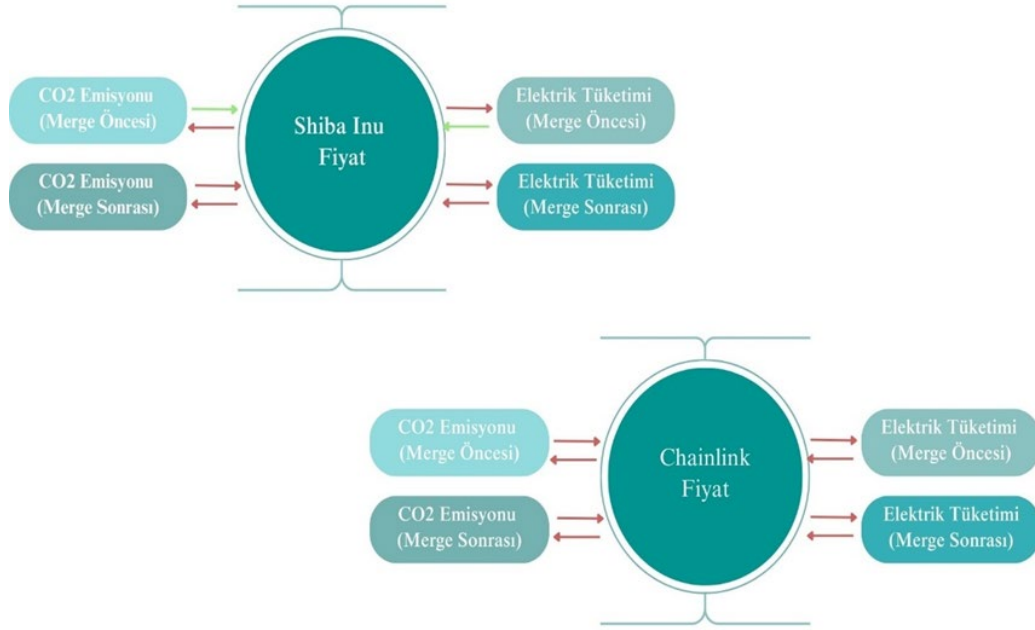 CO2 Emisyonu
(Merge Öncesi)
CO2 Emisyonu
(Merge Sonrası)
Shiba Inu
Fiyat
Elektrik Tüketimi
(Merge Öncesi)
Elektrik Tüketimi
(Merge Sonrası)
CO2 Emisyonu
(Merge Öncesi)
CO2 Emisyonu
(Merge Sonrası)
Chainlink
Fiyat
Elektrik Tüketimi
(Merge Öncesi)
Elektrik Tüketimi
(Merge Sonrası)